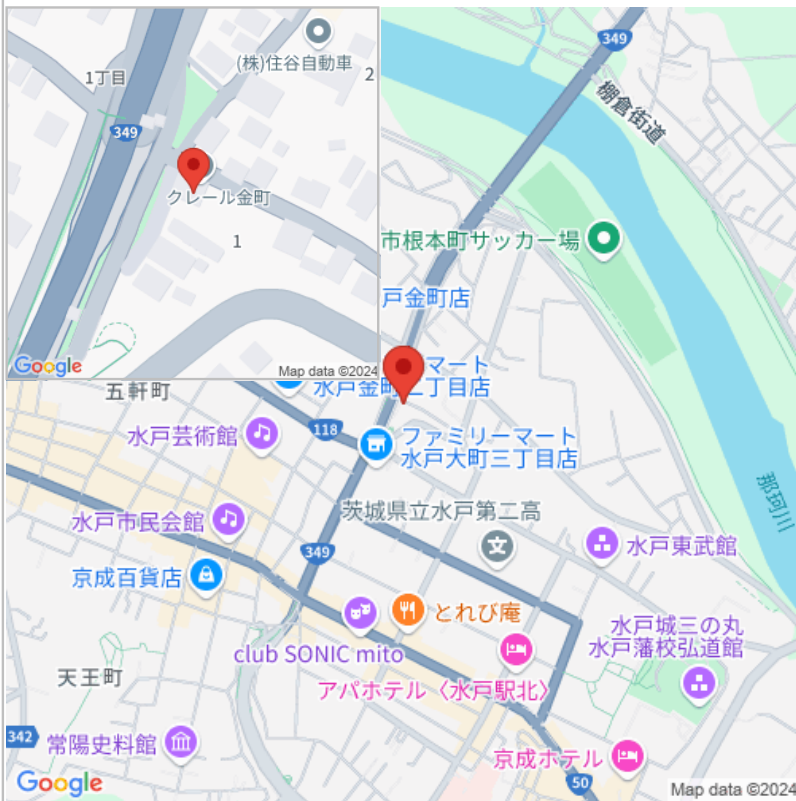 (株)住谷自動車
2
1丁目
349
クレール金町
1
Google
Map data ©2024
349
棚倉街道
市根本町サッカー場
戸金町店
マート
水戸金町二丁目店
五軒町
118
水戸芸術館
ファミリーマート
水戸大町三丁目店
那珂川
水戸市民会館
茨城県立水戸第二高
水戸東武館
349
京成百貨店
とれび庵
水戸城三の丸
水戸藩校弘道館
club SONIC mito
アパホテル〈水戸駅北〉
天王町
342
常陽史料館
京成ホテル
50
Google
Map data ©2024